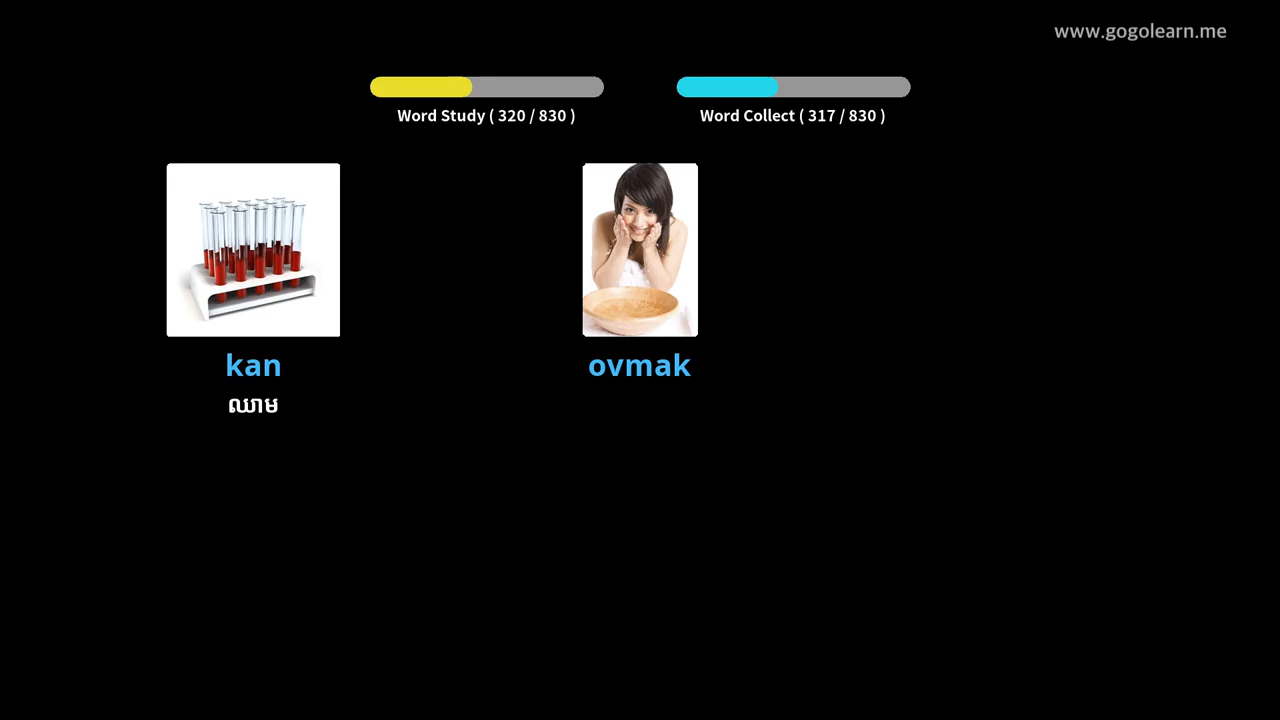 www.gogolearn.me
Word Study ( 320 / 830 )
Word Collect ( 317 / 830 )
kan
ឈាម
ovmak